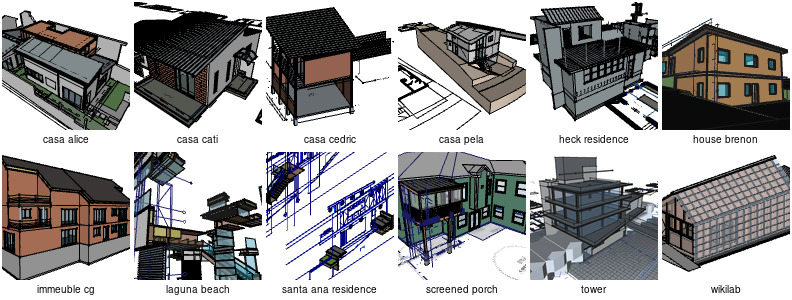 casa alice
casa cati
casa cedric
casa pela
heck residence
house brenon
immeuble cg
laguna beach
santa ana residence
screened porch
tower
wikilab